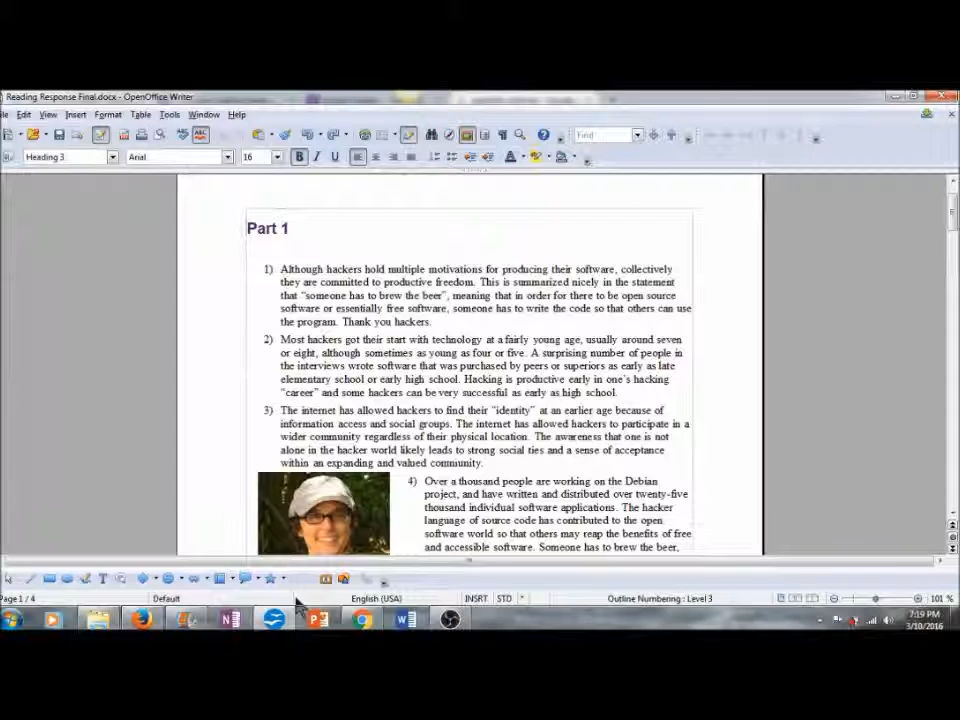 Reading Response Final.docx - OpenOffice Writer
Edit View Insert Format Table Tools Window Help
Find
Heading 3 Arial 16 B I U
Part 1
1) Although hackers hold multiple motivations for producing their software, collectively
they are committed to productive freedom. This is summarized nicely in the statement
that “someone has to brew the beer”, meaning that in order for there to be open source
software or essentially free software, someone has to write the code so that others can use
the program. Thank you hackers.
2) Most hackers got their start with technology at a fairly young age, usually around seven
or eight, although sometimes as young as four or five. A surprising number of people in
the interviews wrote software that was purchased by peers or superiors as early as late
elementary school or early high school. Hacking is productive early in one’s hacking
“career” and some hackers can be very successful as early as high school.
3) The internet has allowed hackers to find their “identity” at an earlier age because of
information access and social groups. The internet has allowed hackers to participate in a
wider community regardless of their physical location. The awareness that one is not
alone in the hacker world likely leads to strong social ties and a sense of acceptance
within an expanding and valued community.
4) Over a thousand people are working on the Debian
project, and have written and distributed over twenty-five
thousand individual software applications. The hacker
language of source code has contributed to the open
software world so that others may reap the benefits of free
and accessible software. Someone has to brew the beer,
Page 1 / 4 Default English (USA) INSRT STD * Outline Numbering : Level 3 101 %
7:19 PM
3/10/2016